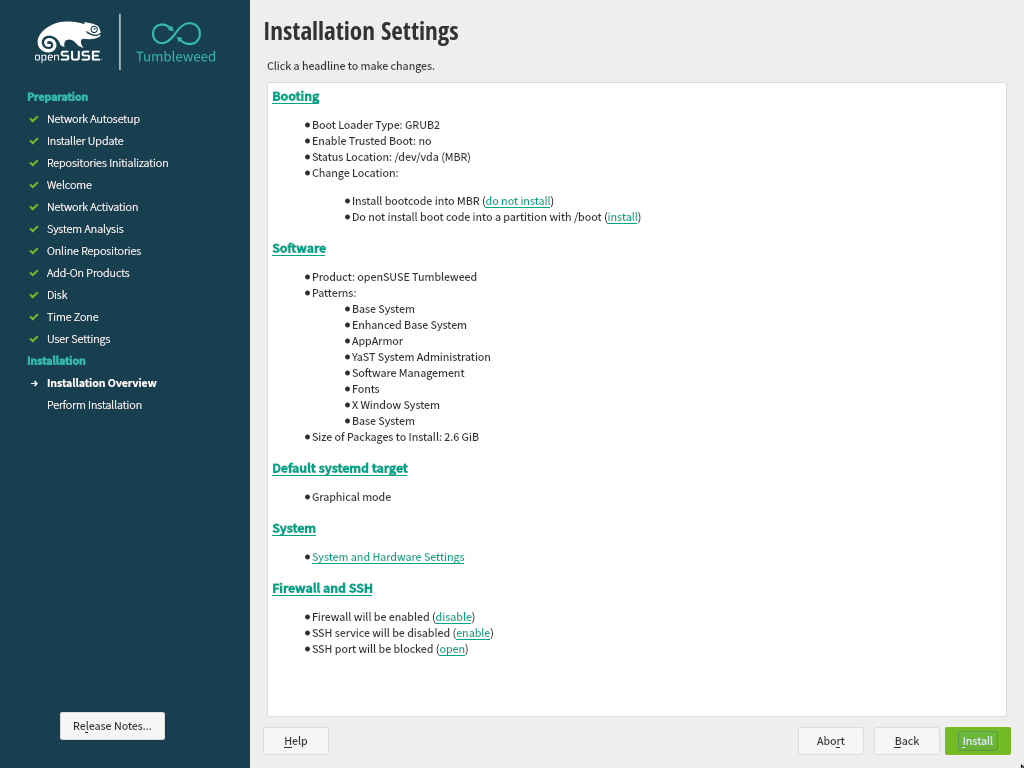 openSUSE
Tumbleweed
Preparation
Network Autosetup
Installer Update
Repositories Initialization
Welcome
Network Activation
System Analysis
Online Repositories
Add-On Products
Disk
Time Zone
User Settings
Installation
Installation Overview
Perform Installation
Release Notes...
Installation Settings
Click a headline to make changes.
Booting
Boot Loader Type: GRUB2
Enable Trusted Boot: no
Status Location: /dev/vda (MBR)
Change Location:
Install bootcode into MBR (do not install)
Do not install boot code into a partition with /boot (install)
Software
Product: openSUSE Tumbleweed
Patterns:
Base System
Enhanced Base System
AppArmor
YaST System Administration
Software Management
Fonts
X Window System
Base System
Size of Packages to Install: 2.6 GiB
Default systemd target
Graphical mode
System
System and Hardware Settings
Firewall and SSH
Firewall will be enabled (disable)
SSH service will be disabled (enable)
SSH port will be blocked (open)
Help
Abort
Back
Install